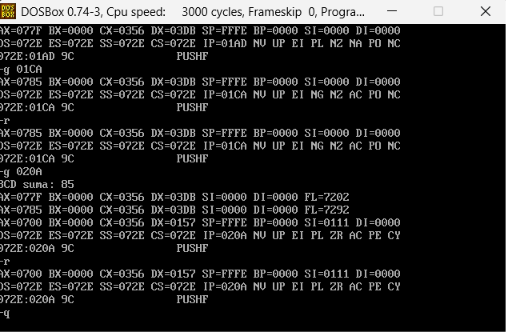 DOSBox 0.74-3, Cpu speed: 3000 cycles, Frameskip 0, Progra...
AX=077F BX=0000 CX=0356 DX=03DB SP=FFFE BP=0000 SI=0000 DI=0000
DS=072E ES=072E SS=072E CS=072E IP=01AD NV UP EI PL NZ NA PO NC
072E:01AD 9C PUSHF
-g 01CA
AX=0785 BX=0000 CX=0356 DX=03DB SP=FFFE BP=0000 SI=0000 DI=0000
DS=072E ES=072E SS=072E CS=072E IP=01CA NV UP EI NG NZ AC PO NC
072E:01CA 9C PUSHF
-r
AX=0785 BX=0000 CX=0356 DX=03DB SP=FFFE BP=0000 SI=0000 DI=0000
DS=072E ES=072E SS=072E CS=072E IP=01CA NV UP EI NG NZ AC PO NC
072E:01CA 9C PUSHF
-g 020A
BCD suma: 85
AX=077F BX=0000 CX=0356 DX=03DB SI=0000 DI=0000 FL=7202
AX=0785 BX=0000 CX=0356 DX=03DB SI=0000 DI=0000 FL=7292
AX=0700 BX=0000 CX=0356 DX=0157 SP=FFFE BP=0000 SI=0111 DI=0000
DS=072E ES=072E SS=072E CS=072E IP=020A NV UP EI PL ZR AC PE CY
072E:020A 9C PUSHF
-r
AX=0700 BX=0000 CX=0356 DX=0157 SP=FFFE BP=0000 SI=0111 DI=0000
DS=072E ES=072E SS=072E CS=072E IP=020A NV UP EI PL ZR AC PE CY
072E:020A 9C PUSHF
-q